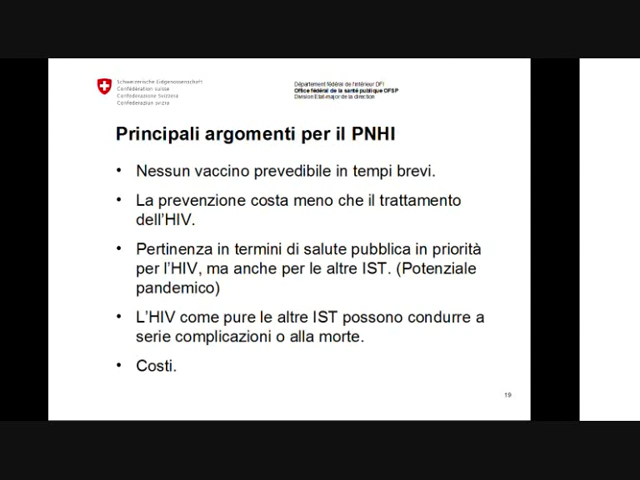 Schweizerische Eidgenossenschaft
Confédération suisse
Confederazione Svizzera
Confederaziun svizra
Département fédéral de l'intérieur DFI
Office fédéral de la santé publique OFSP
Division Etat-major de la direction
Principali argomenti per il PNHI
• Nessun vaccino prevedibile in tempi brevi.
• La prevenzione costa meno che il trattamento
dell'HIV.
• Pertinenza in termini di salute pubblica in priorità
per l'HIV, ma anche per le altre IST. (Potenziale
pandemico)
• L'HIV come pure le altre IST possono condurre a
serie complicazioni o alla morte.
• Costi.
19